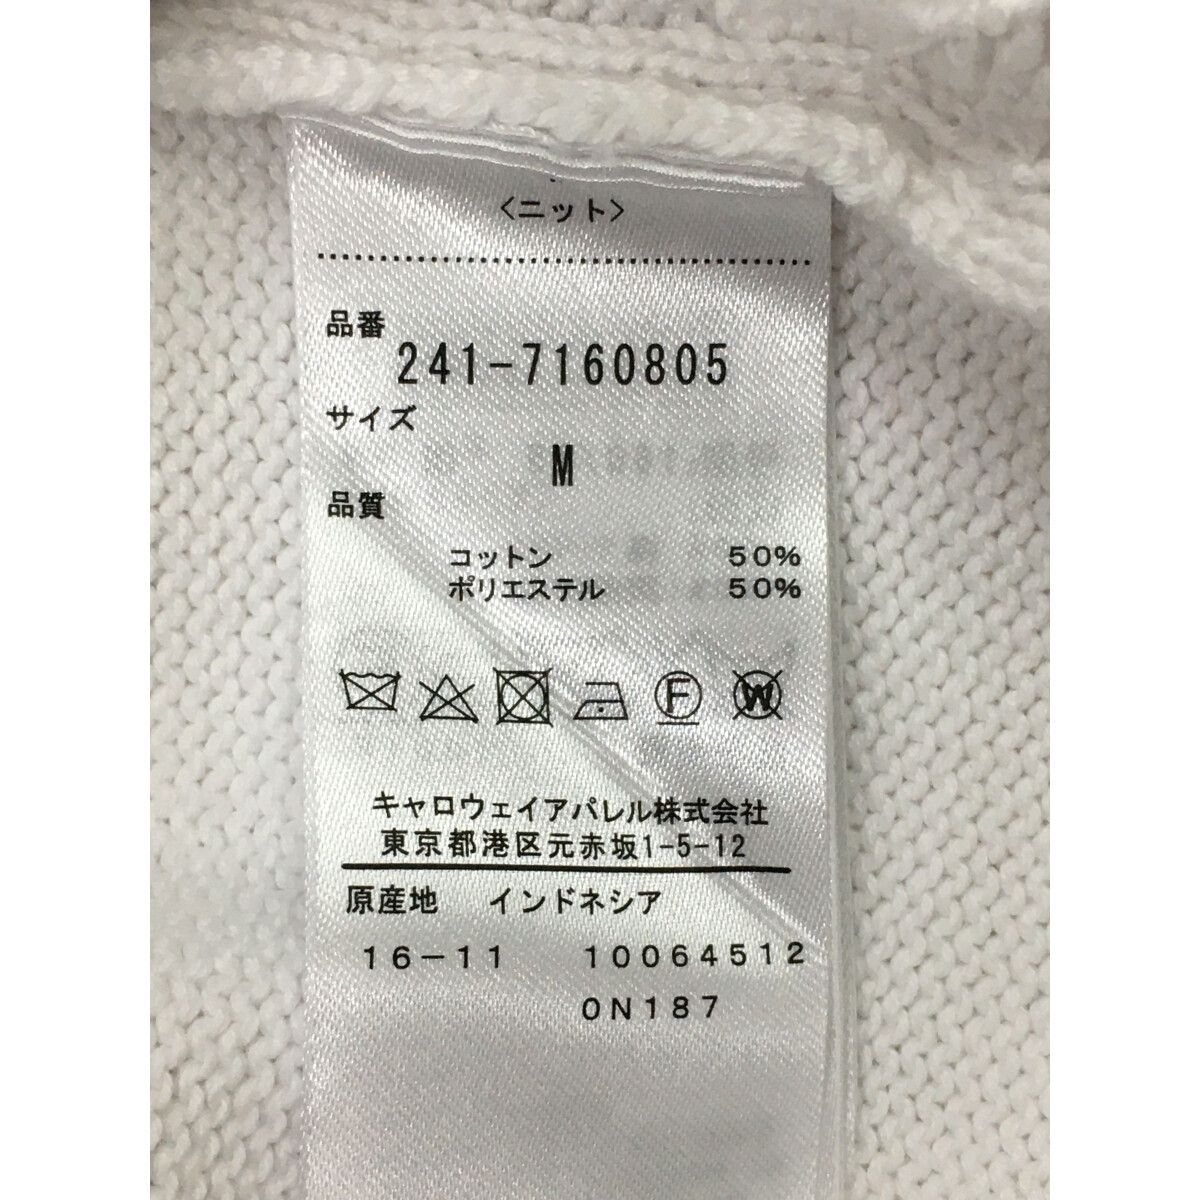 <ニット>
品番
241-7160805
サイズ
M
品質
コットン 50%
ポリエステル 50%
F W
キャロウェイアパレル株式会社
東京都港区元赤坂1-5-12
原産地 インドネシア
16-11 10064512
0N187